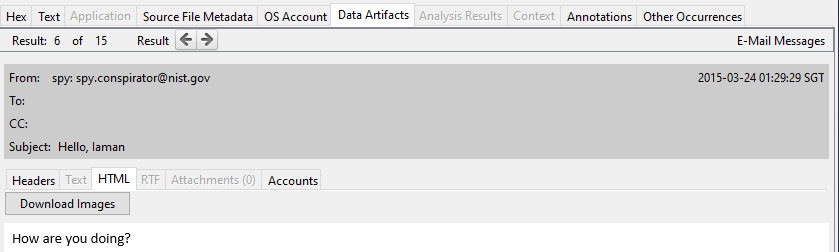 Hex Text Application Source File Metadata OS Account Data Artifacts Analysis Results Context Annotations Other Occurrences
Result: 6 of 15 Result E-Mail Messages
From: spy: spy.conspirator@nist.gov 2015-03-24 01:29:29 SGT
To:
CC:
Subject: Hello, Iaman
Headers Text HTML RTF Attachments (0) Accounts
Download Images
How are you doing?